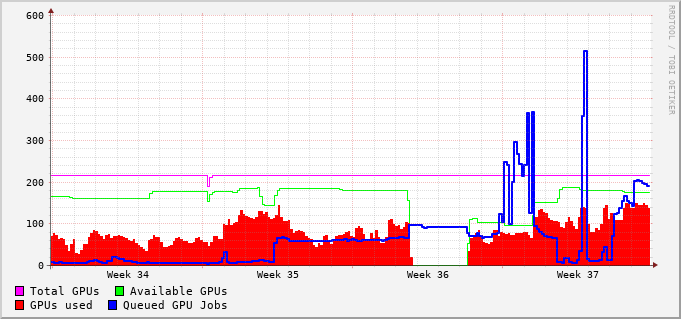 600
500
400
300
200
100
0
Week 34 Week 35 Week 36 Week 37
Total GPUs Available GPUs
GPUs used Queued GPU Jobs
RRDTOOL / TOBI OETIKER